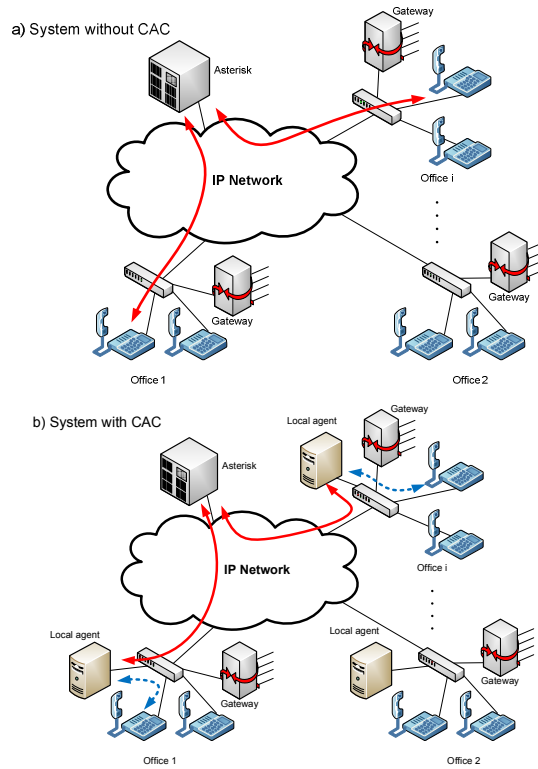 a) System without CAC
Gateway
Asterisk
IP Network
Office i
Gateway
Gateway
Office 1
Office 2
b) System with CAC
Local agent
Gateway
Asterisk
IP Network
Office i
Local agent
Gateway
Local agent
Gateway
Office 1
Office 2